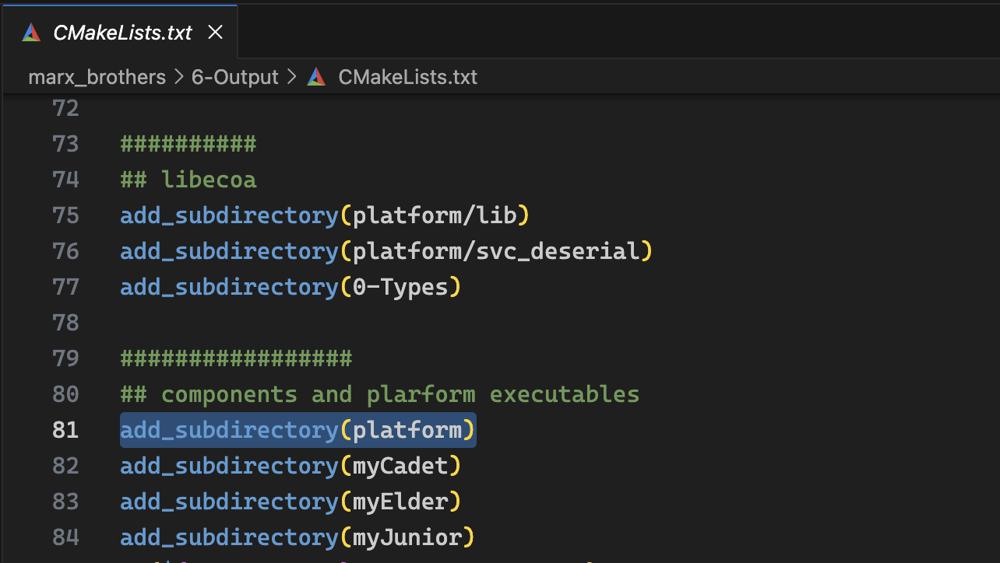 CMakeLists.txt
marx_brothers > 6-Output > CMakeLists.txt
72
73 ##########
74 ## libecoa
75 add_subdirectory(platform/lib)
76 add_subdirectory(platform/svc_deserial)
77 add_subdirectory(0-Types)
78
79 #################
80 ## components and plarform executables
81 add_subdirectory(platform)
82 add_subdirectory(myCadet)
83 add_subdirectory(myElder)
84 add_subdirectory(myJunior)